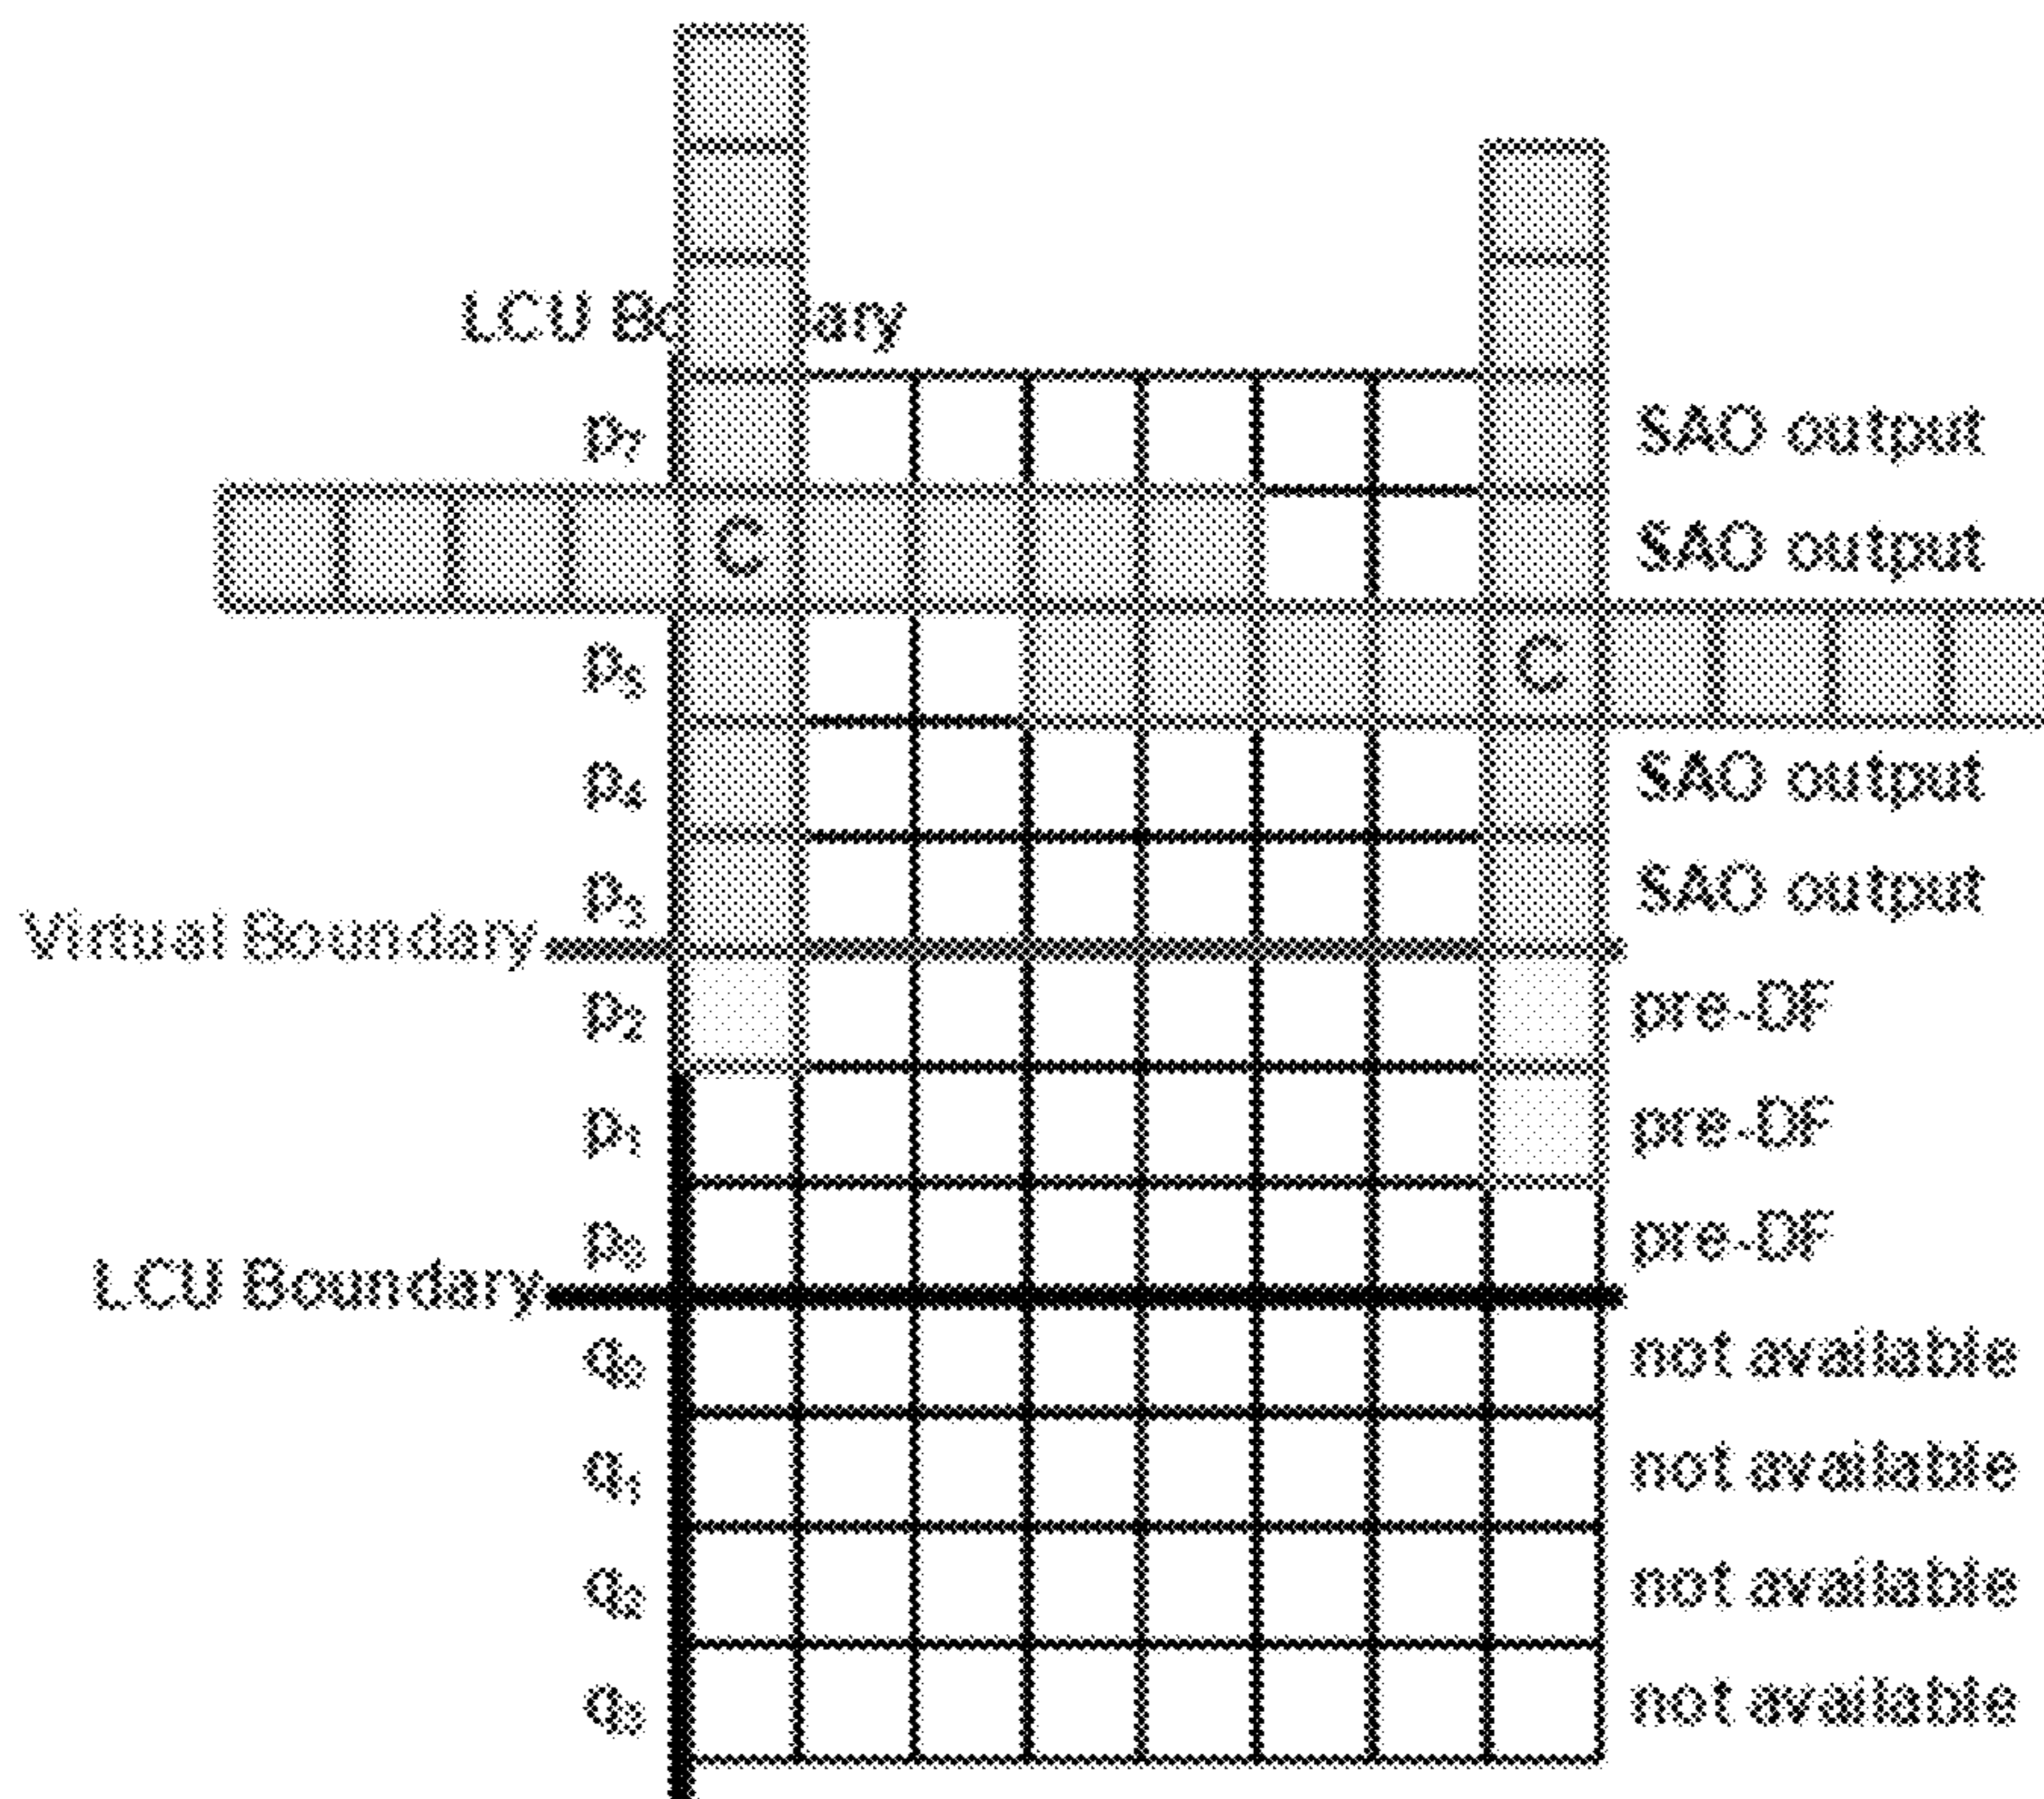 LCU Bo ary
p₇ SAO output
C SAO output
p₅ C
p₄ SAO output
p₃ SAO output
Virtual Boundary
p₂ pre-DF
p₁ pre-DF
p₀ pre-DF
LCU Boundary
q₀ not available
q₁ not available
q₂ not available
q₃ not available